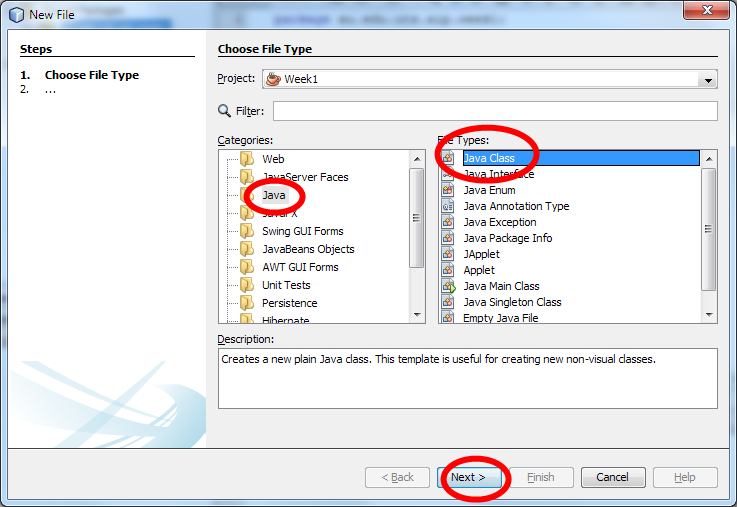 New File
Steps
1. Choose File Type
2. ...
Choose File Type
Project: Week1
Filter:
Categories:
Web
JavaServer Faces
Java
JavaFX
Swing GUI Forms
JavaBeans Objects
AWT GUI Forms
Unit Tests
Persistence
Hibernate
File Types:
Java Class
Java Interface
Java Enum
Java Annotation Type
Java Exception
Java Package Info
JApplet
Applet
Java Main Class
Java Singleton Class
Empty Java File
Description:
Creates a new plain Java class. This template is useful for creating new non-visual classes.
< Back
Next >
Finish
Cancel
Help